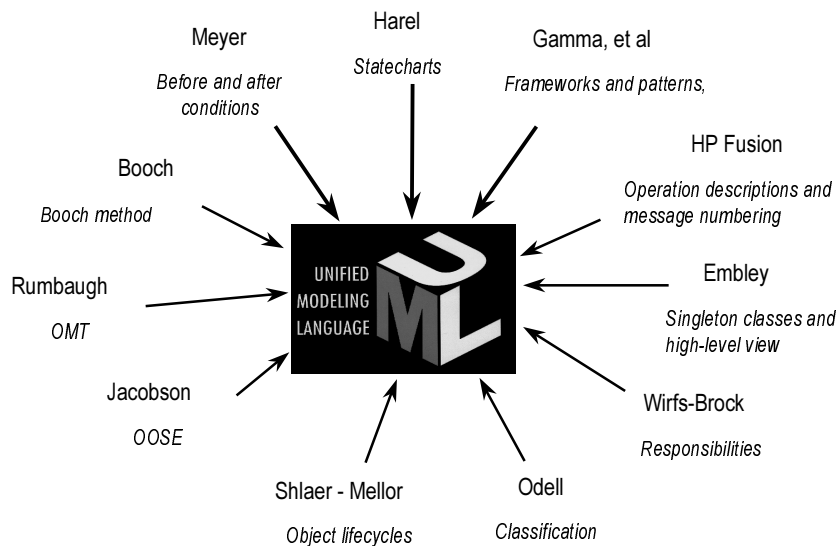 Harel
Statecharts
Meyer
Before and after
conditions
Gamma, et al
Frameworks and patterns,
HP Fusion
Operation descriptions and
message numbering
Booch
Booch method
Embley
Singleton classes and
high-level view
Rumbaugh
OMT
UNIFIED
MODELING
LANGUAGE
UML
Jacobson
OOSE
Wirfs-Brock
Responsibilities
Shlaer - Mellor
Object lifecycles
Odell
Classification